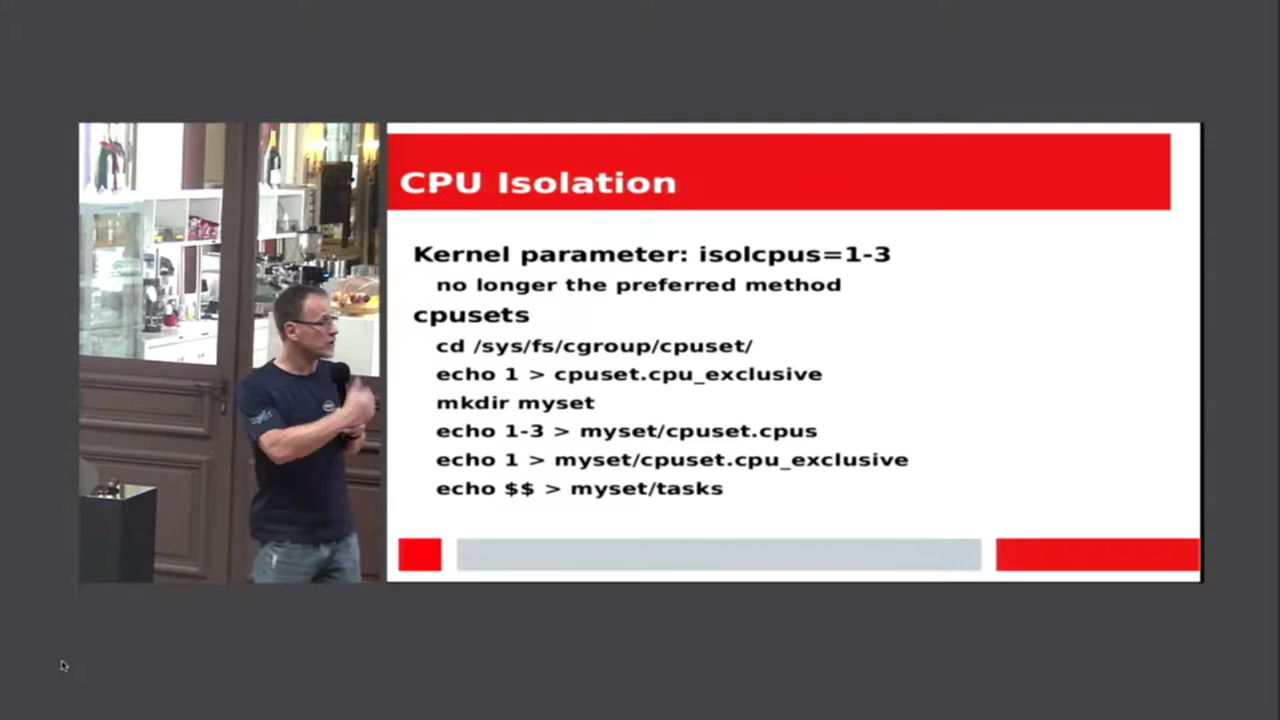 CPU Isolation
Kernel parameter: isolcpus=1-3
no longer the preferred method
cpusets
cd /sys/fs/cgroup/cpuset/
echo 1 > cpuset.cpu_exclusive
mkdir myset
echo 1-3 > myset/cpuset.cpus
echo 1 > myset/cpuset.cpu_exclusive
echo $$ > myset/tasks